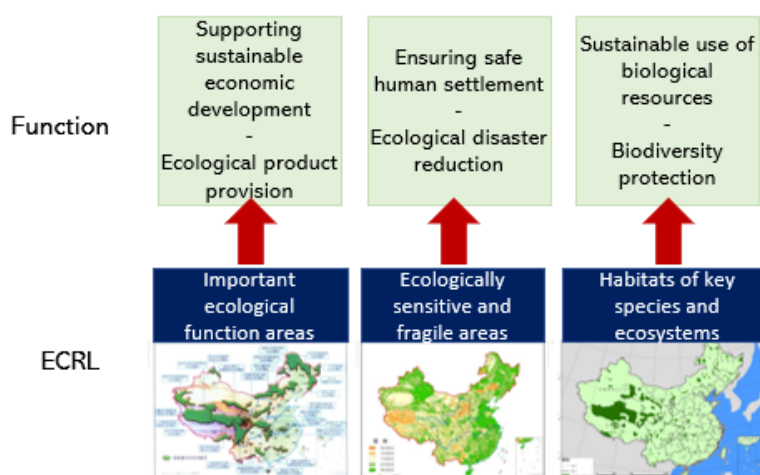 Supporting
sustainable
economic
development
-
Ecological product
provision
Ensuring safe
human settlement
-
Ecological disaster
reduction
Sustainable use of
biological
resources
-
Biodiversity
protection
Function
Important
ecological
function areas
Ecologically
sensitive and
fragile areas
Habitats of key
species and
ecosystems
ECRL